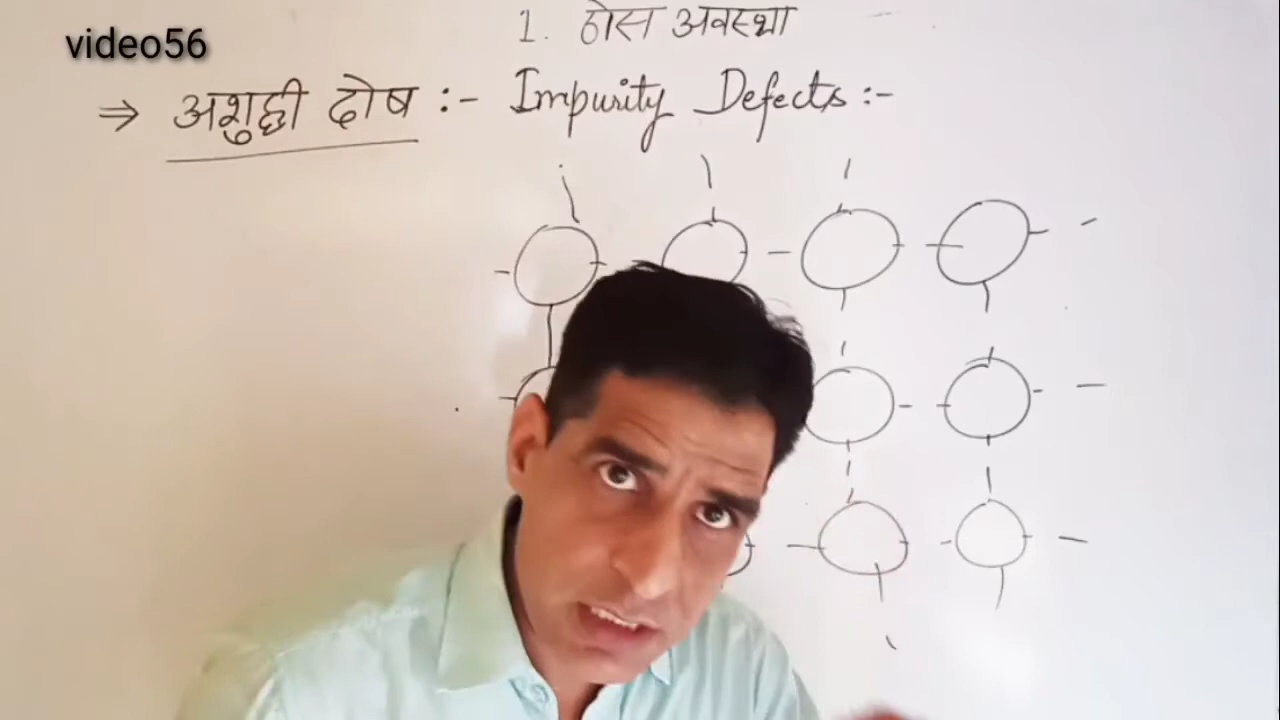 video56
1. ठोस अवस्था
⇒ अशुद्धी दोष :- Impurity Defects :-